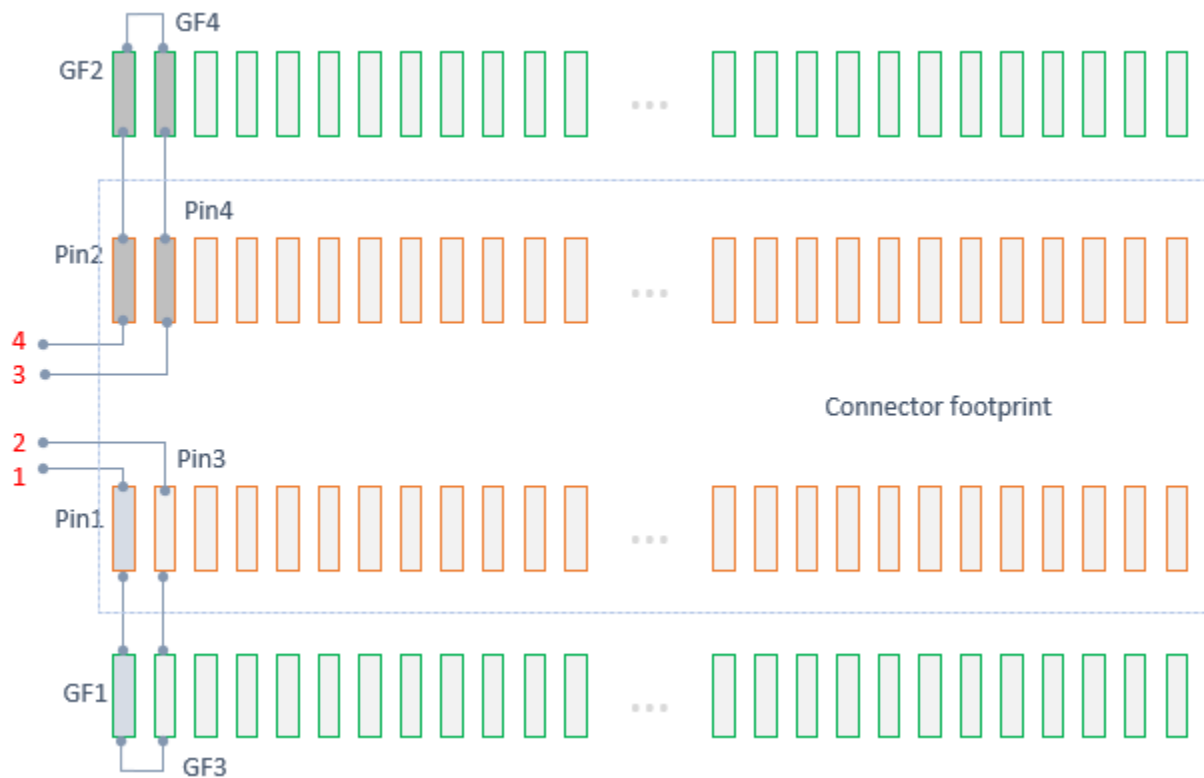 GF4
GF2
...
Pin4
Pin2
...
4
3
Connector footprint
2
Pin3
1
Pin1
...
GF1
...
GF3